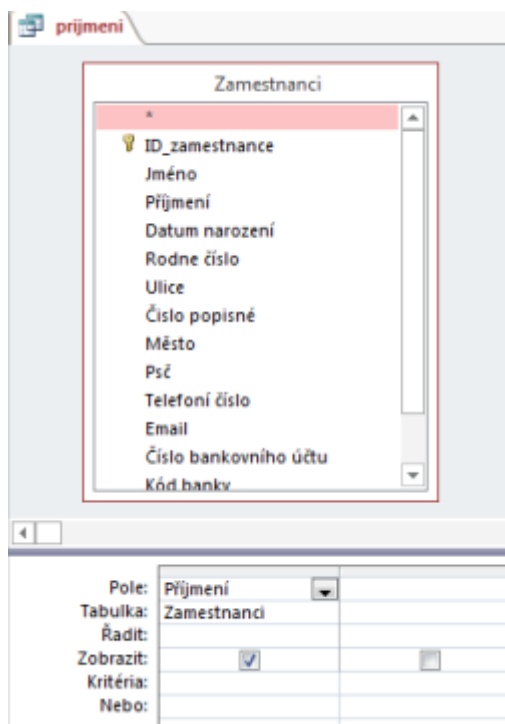 prijmeni
Zamestnanci
*
ID_zamestnance
Jméno
Příjmení
Datum narození
Rodne číslo
Ulice
Číslo popisné
Město
Psč
Telefoní číslo
Email
Číslo bankovního účtu
Kód banky
Pole: Příjmení
Tabulka: Zamestnanci
Řadit:
Zobrazit:
Kritéria:
Nebo: